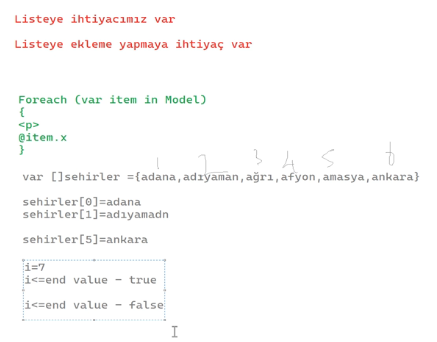 Listeye ihtiyacımız var
Listeye ekleme yapmaya ihtiyaç var
Foreach (var item in Model)
{
<p>
@item.x
}
1 2 3 4 5 6
var []sehirler ={adana,adıyaman,ağrı,afyon,amasya,ankara}
sehirler[0]=adana
sehirler[1]=adıyamadn
sehirler[5]=ankara
i=7
i<=end value - true
i<=end value - false